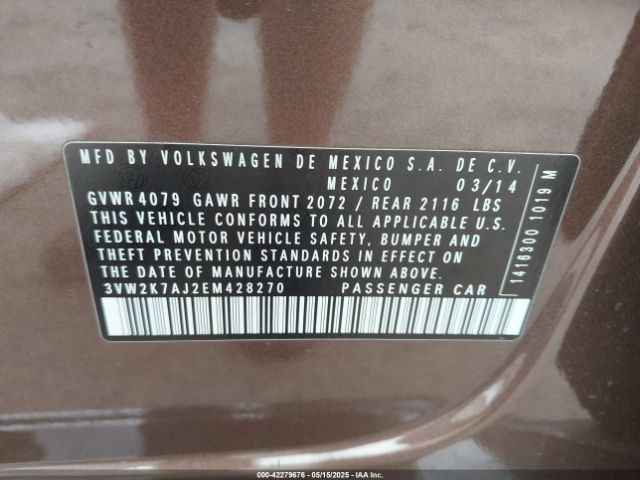 MFD BY VOLKSWAGEN DE MEXICO S.A. DE C.V.
MEXICO 03/14
GVWR 4079 GAWR FRONT 2072 / REAR 2116 LBS
THIS VEHICLE CONFORMS TO ALL APPLICABLE U.S.
FEDERAL MOTOR VEHICLE SAFETY, BUMPER AND
THEFT PREVENTION STANDARDS IN EFFECT ON
THE DATE OF MANUFACTURE SHOWN ABOVE.
3VW2K7AJ2EM428270 PASSENGER CAR
1416300 1019 M
000-42279676 - 05/15/2025 - IAAI Inc.